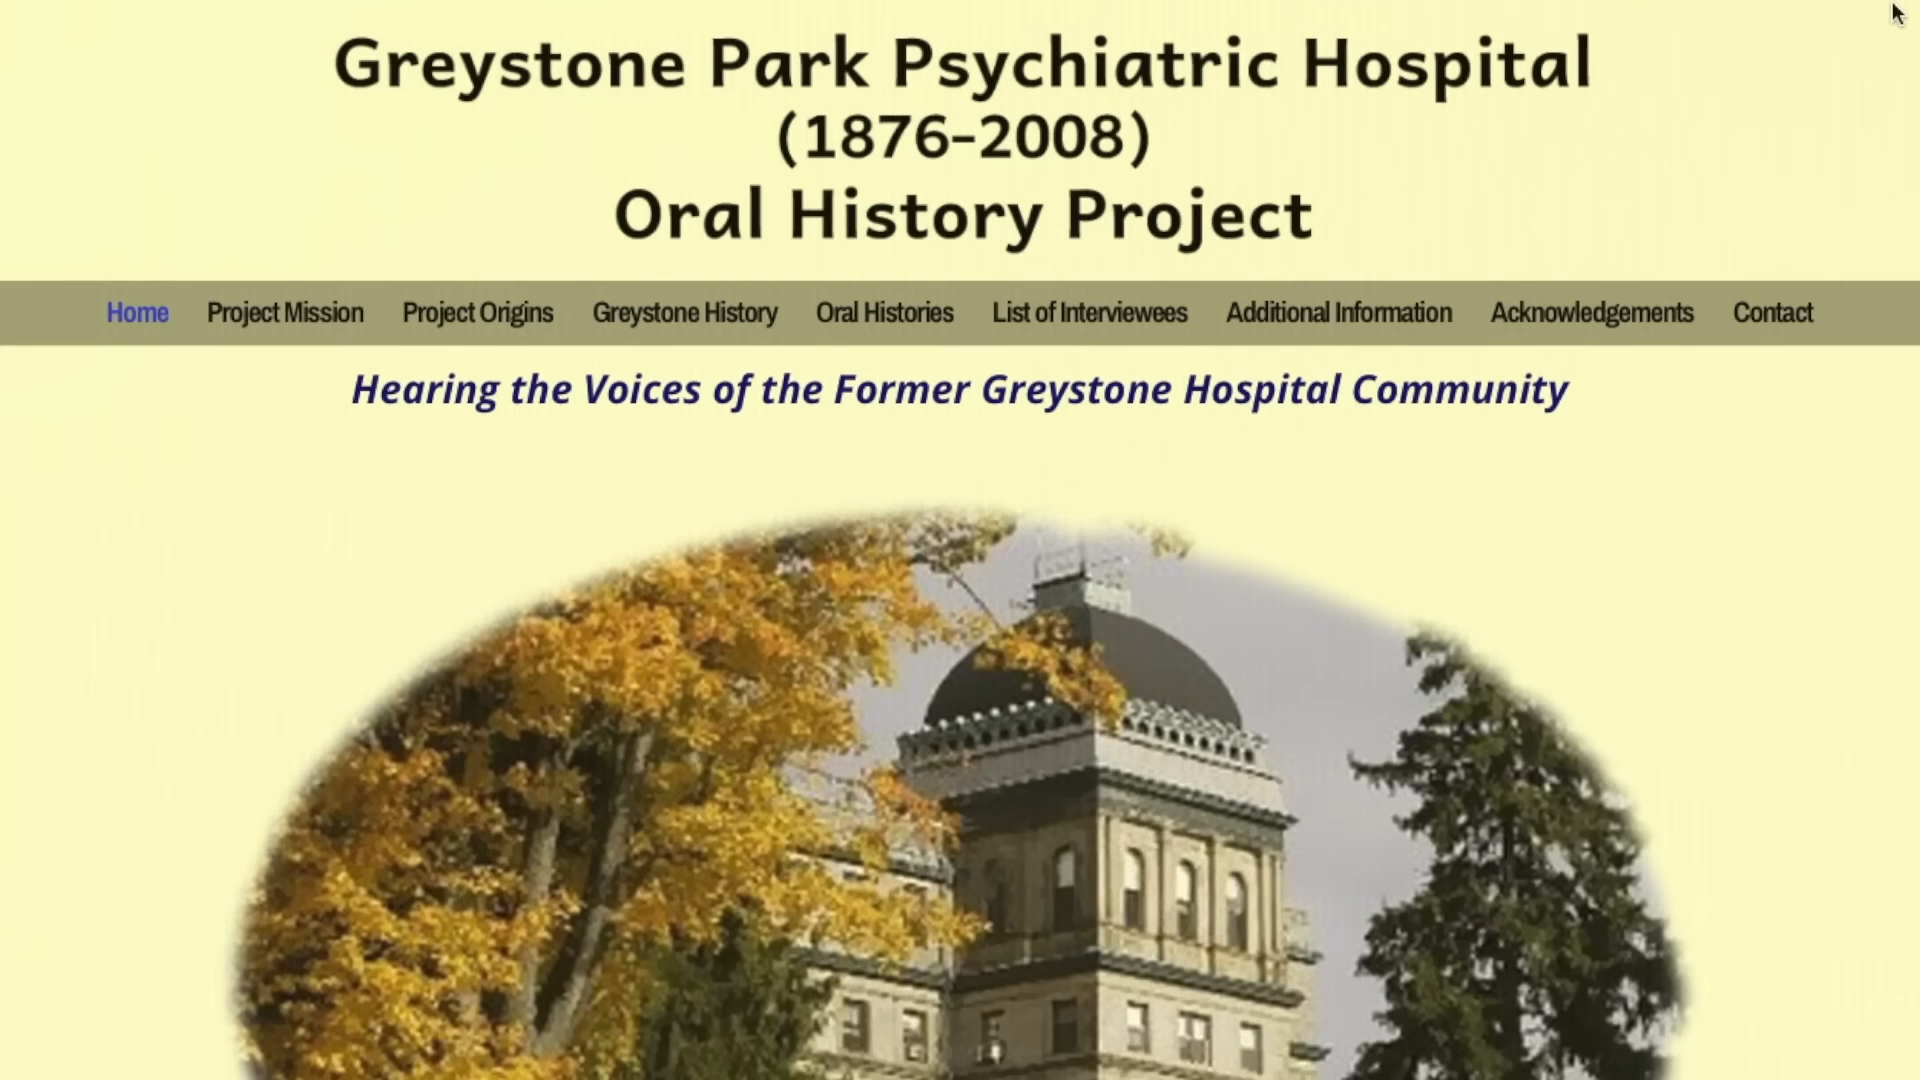 Greystone Park Psychiatric Hospital
(1876-2008)
Oral History Project
Home Project Mission Project Origins Greystone History Oral Histories List of Interviewees Additional Information Acknowledgements Contact
Hearing the Voices of the Former Greystone Hospital Community